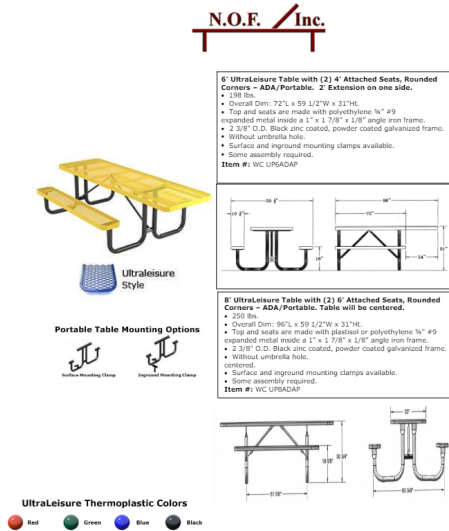 N.O.F. Inc.
6' UltraLeisure Table with (2) 4' Attached Seats, Rounded
Corners – ADA/Portable. 2' Extension on one side.
• 198 lbs.
• Overall Dim: 72"L x 59 1/2"W x 31"Ht.
• Top and seats are made with polyethylene ¾" #9
expanded metal inside a 1" x 1 7/8" x 1/8" angle iron frame.
• 2 3/8" O.D. Black zinc coated, powder coated galvanized frame.
• Without umbrella hole.
• Surface and inground mounting clamps available.
• Some assembly required.
Item #: WC UP6ADAP
72"
Ultraleisure
Style
8' UltraLeisure Table with (2) 6' Attached Seats, Rounded
Corners – ADA/Portable. Table will be centered.
• 250 lbs.
• Overall Dim: 96"L x 59 1/2"W x 31"Ht.
• Top and seats are made with plastisol or polyethylene ¾" #9
expanded metal inside a 1" x 1 7/8" x 1/8" angle iron frame.
• 2 3/8" O.D. Black zinc coated, powder coated galvanized frame.
• Without umbrella hole.
centered.
• Surface and inground mounting clamps available.
• Some assembly required.
Item #: WC UP8ADAP
Portable Table Mounting Options
Surface Mounting Clamp
Inground Mounting Clamp
UltraLeisure Thermoplastic Colors
Red
Green
Blue
Black